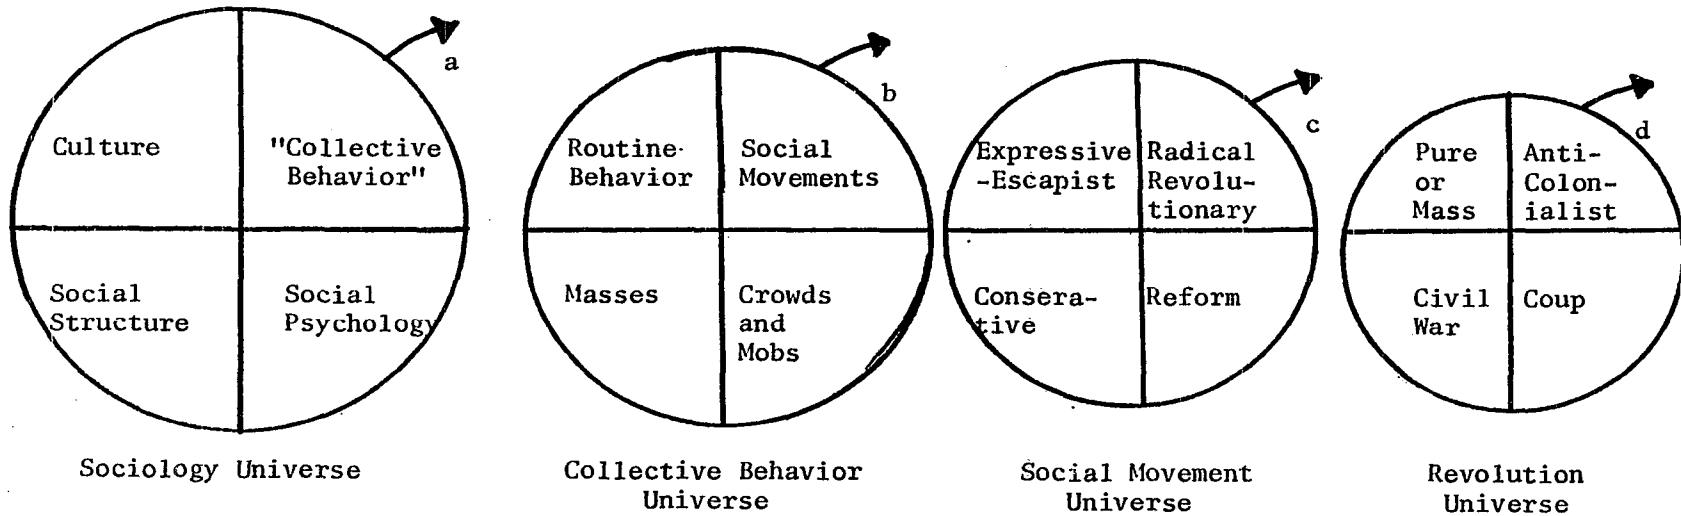 a
Culture
"Collective
Behavior"
Social
Structure
Social
Psychology
Sociology Universe
b
Routine
Behavior
Social
Movements
Masses
Crowds
and
Mobs
Collective Behavior
Universe
c
Expressive
-Escapist
Radical
Revolu-
tionary
Consera-
tive
Reform
Social Movement
Universe
d
Pure
or
Mass
Anti-
Colon-
ialist
Civil
War
Coup
Revolution
Universe